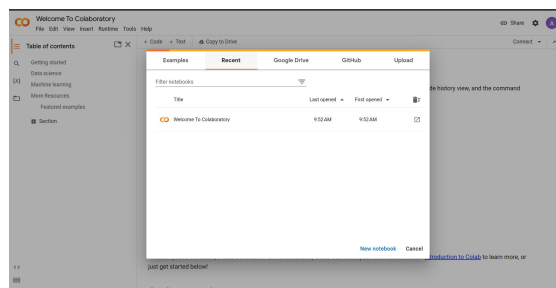 Welcome To Colaboratory
File Edit View Insert Runtime Tools Help
Share
A
+ Code + Text Copy to Drive
Connect
Table of contents
Getting started
Data science
Machine learning
More Resources
Featured examples
Section
Examples Recent Google Drive GitHub Upload
Filter notebooks
Title Last opened First opened
Welcome To Colaboratory 9:52 AM 9:52 AM
New notebook Cancel
de history view, and the command
Introduction to Colab to learn more, or
just get started below!